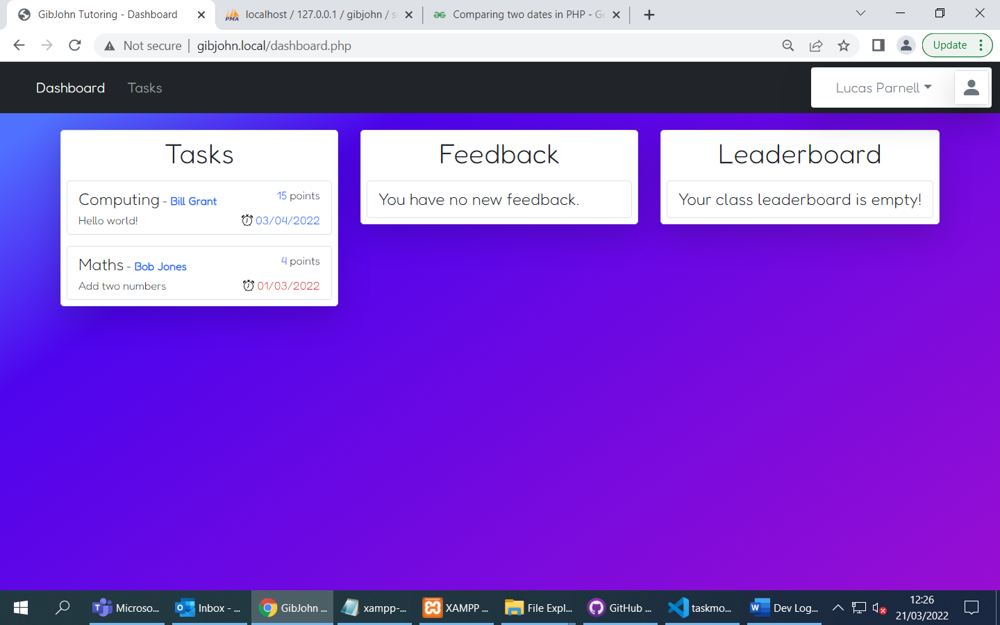 GibJohn Tutoring - Dashboard
localhost / 127.0.0.1 / gibjohn / s
Comparing two dates in PHP - Ge
Not secure | gibjohn.local/dashboard.php
Update
Dashboard
Tasks
Lucas Parnell
Tasks
Computing - Bill Grant
15 points
Hello world!
03/04/2022
Maths - Bob Jones
4 points
Add two numbers
01/03/2022
Feedback
You have no new feedback.
Leaderboard
Your class leaderboard is empty!
Microso...
Inbox - ...
GibJohn ...
xampp-...
XAMPP ...
File Expl...
GitHub ...
taskmo...
Dev Log...
12:26
21/03/2022